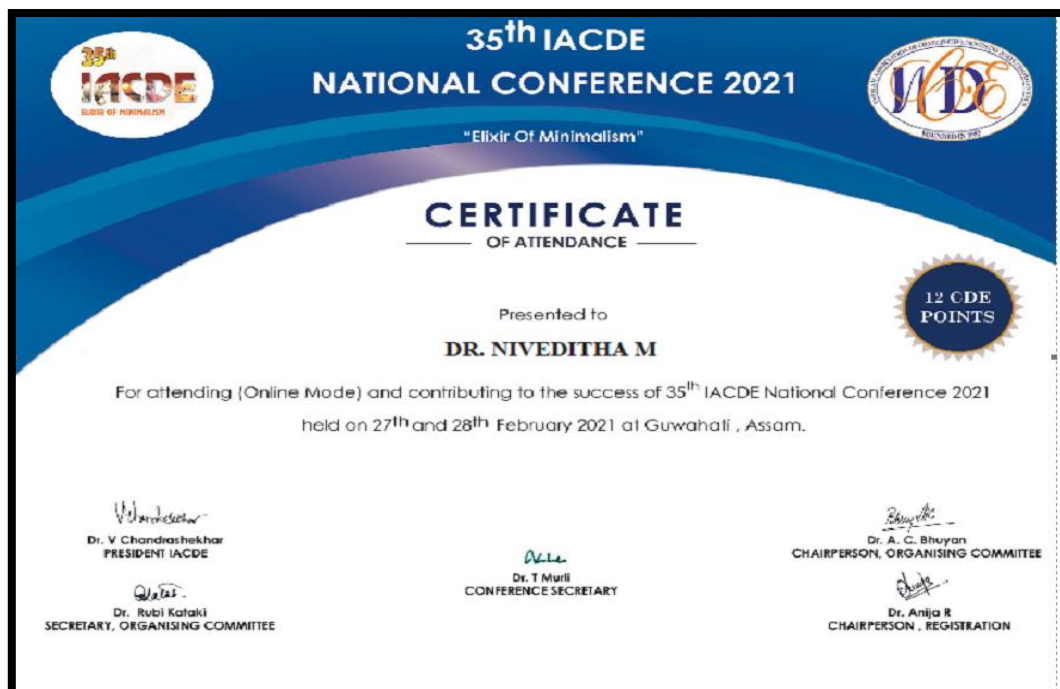 35th IACDE
NATIONAL CONFERENCE 2021
"Elixir Of Minimalism"
35th
IACDE
ELIXIR OF MINIMALISM
IACDE
FOUNDED IN
CERTIFICATE
OF ATTENDANCE
12 CDE
POINTS
Presented to
DR. NIVEDITHA M
For attending (Online Mode) and contributing to the success of 35th IACDE National Conference 2021
held on 27th and 28th February 2021 at Guwahati , Assam.
Dr. V Chandrashekhar
PRESIDENT IACDE
Dr. Rubi Kataki
SECRETARY, ORGANISING COMMITTEE
Dr. T Murli
CONFERENCE SECRETARY
Dr. A. C. Bhuyan
CHAIRPERSON, ORGANISING COMMITTEE
Dr. Anija R
CHAIRPERSON , REGISTRATION